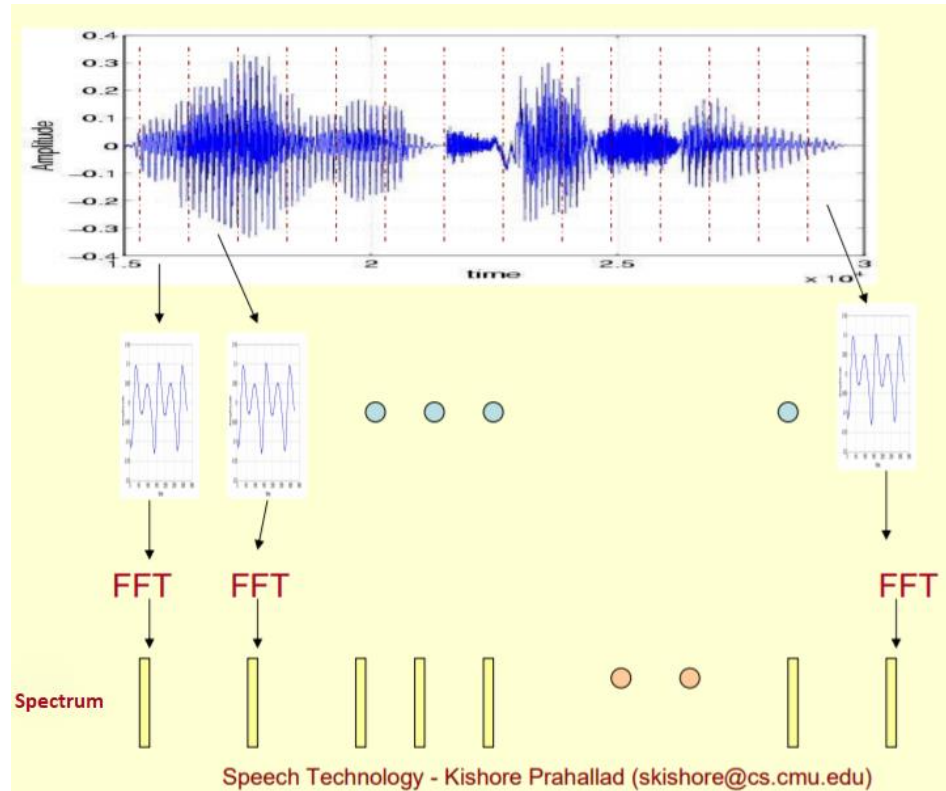 0.4
0.3
0.2
0.1
0
−0.1
−0.2
−0.3
−0.4
Amplitude
1.5 2 2.5 3
time
x 10
FFT FFT FFT
Spectrum
Speech Technology - Kishore Prahallad (skishore@cs.cmu.edu)